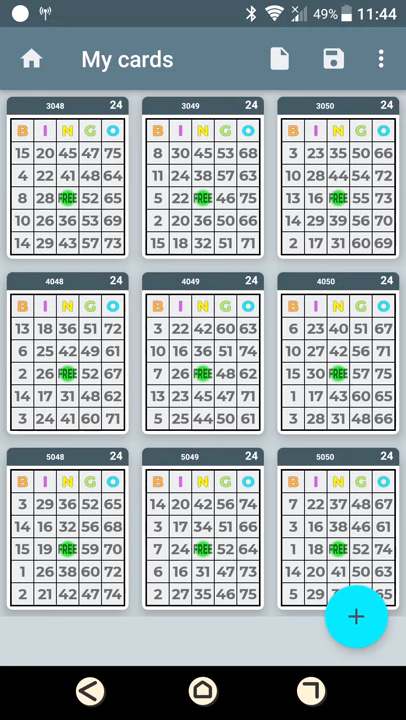 49% 11:44
My cards
3048 24
B I N G O
15 20 45 47 75
4 22 41 48 64
8 28 FREE 52 65
10 26 36 53 69
14 29 43 57 73
3049 24
B I N G O
8 30 45 53 68
11 24 38 57 63
5 22 FREE 46 75
2 20 36 50 66
15 18 32 51 71
3050 24
B I N G O
3 23 35 50 66
10 28 44 54 72
13 16 FREE 55 73
14 29 39 56 70
2 17 31 60 69
4048 24
B I N G O
13 18 36 51 72
6 25 42 49 61
2 26 FREE 52 67
14 17 31 48 62
3 24 41 60 71
4049 24
B I N G O
3 22 42 60 63
10 16 36 51 74
7 26 FREE 48 62
13 23 45 47 71
5 25 44 50 61
4050 24
B I N G O
6 23 40 51 67
10 27 42 56 71
15 30 FREE 57 75
1 17 43 60 65
3 28 31 48 66
5048 24
B I N G O
3 29 36 52 65
14 16 32 56 68
15 19 FREE 59 70
1 26 38 60 72
2 21 42 47 74
5049 24
B I N G O
14 20 42 56 74
3 17 34 51 66
7 24 FREE 52 64
6 16 31 47 73
2 27 35 46 75
5050 24
B I N G O
7 22 37 48 67
3 16 38 46 61
1 18 FREE 52 74
14 20 41 50 63
5 29 65